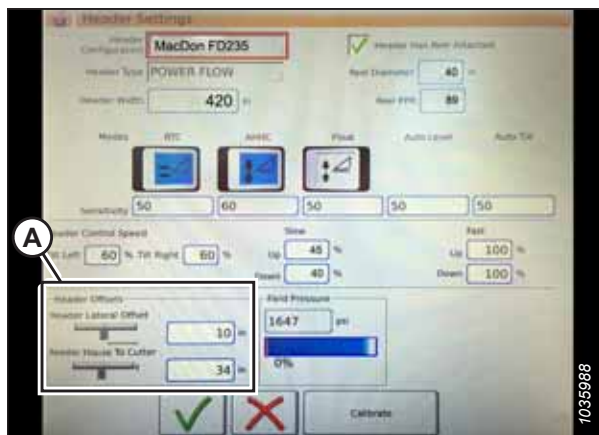 Header Settings
Header Configuration MacDon FD235 Header Has Reel Attached
Header Type POWER FLOW Reel Diameter 40 in
Header Width 420 in Reel PPR 89
Modes RTC AHHC Float Auto Level Auto Tilt
Sensitivity 50 60 50 50 50
Header Control Speed Slow Fast
Tilt Left 60 % Tilt Right 60 % Up 45 % Up 100 %
Down 40 % Down 100 %
A
Header Offsets Field Pressure
Header Lateral Offset 1647 psi
10 in
Feeder House To Cutter
34 in 0%
Calibrate
1035988